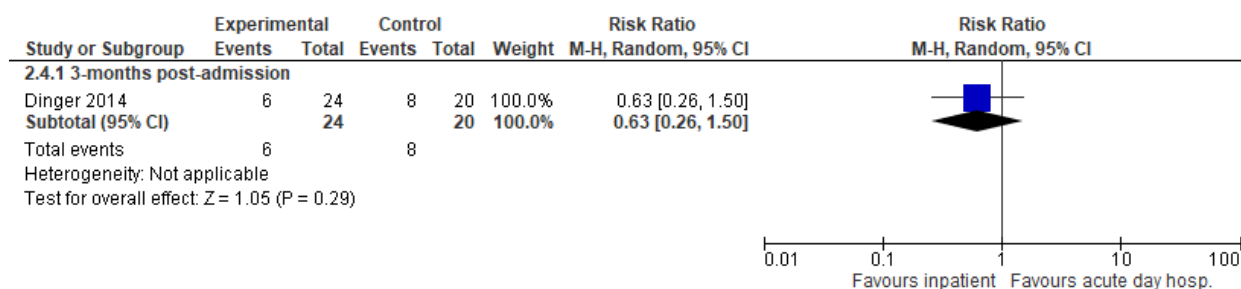 Experimental Control Risk Ratio Risk Ratio
Study or Subgroup Events Total Events Total Weight M-H, Random, 95% CI M-H, Random, 95% CI
2.4.1 3-months post-admission
Dinger 2014 6 24 8 20 100.0% 0.63 [0.26, 1.50]
Subtotal (95% CI) 24 20 100.0% 0.63 [0.26, 1.50]
Total events 6 8
Heterogeneity: Not applicable
Test for overall effect: Z = 1.05 (P = 0.29)
0.01 0.1 1 10 100
Favours inpatient Favours acute day hosp.